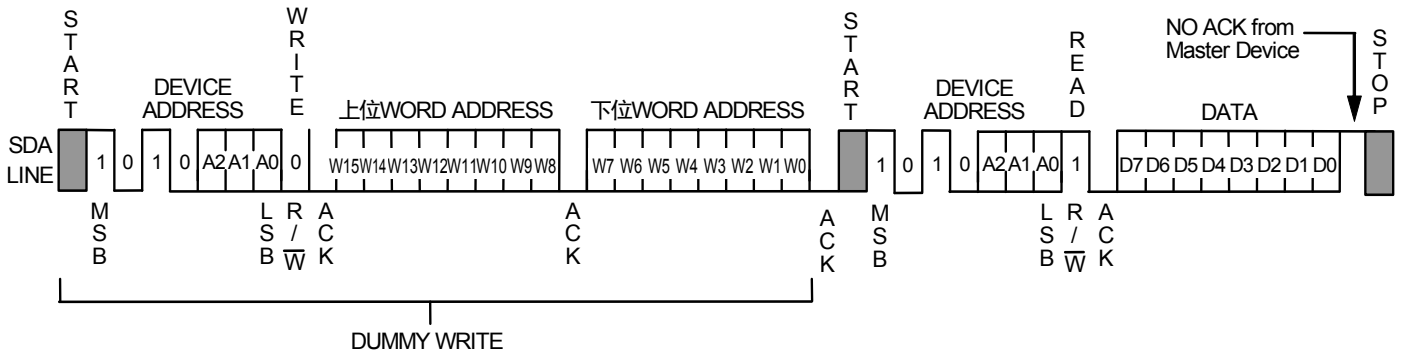 START
WRITE
START
READ
NO ACK from
Master Device
STOP
DEVICE
ADDRESS
上位WORD ADDRESS
下位WORD ADDRESS
DEVICE
ADDRESS
DATA
SDA
LINE
1 0 1 0 A2 A1 A0 0
W15 W14 W13 W12 W11 W10 W9 W8
W7 W6 W5 W4 W3 W2 W1 W0
1 0 1 0 A2 A1 A0 1
D7 D6 D5 D4 D3 D2 D1 D0
MSB
LSB
R/W̅
ACK
ACK
ACK
MSB
LSB
R/W̅
ACK
DUMMY WRITE